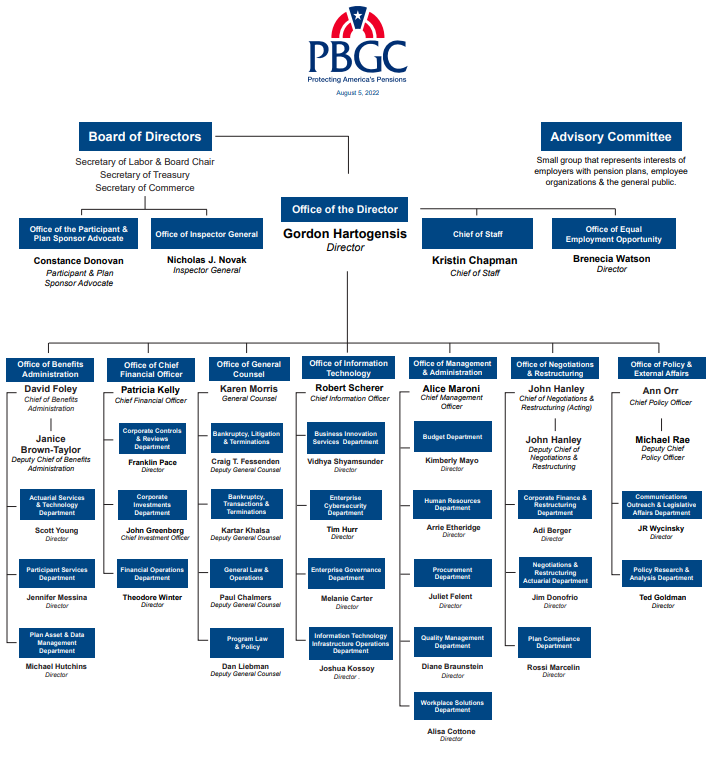 PBGC
Protecting America's Pensions
August 5, 2022
Board of Directors
Secretary of Labor & Board Chair
Secretary of Treasury
Secretary of Commerce
Advisory Committee
Small group that represents interests of
employers with pension plans, employee
organizations & the general public.
Office of the Director
Gordon Hartogensis
Director
Office of the Participant &
Plan Sponsor Advocate
Constance Donovan
Participant & Plan
Sponsor Advocate
Office of Inspector General
Nicholas J. Novak
Inspector General
Chief of Staff
Kristin Chapman
Chief of Staff
Office of Equal
Employment Opportunity
Brenecia Watson
Director
Office of Benefits
Administration
David Foley
Chief of Benefits
Administration
Janice
Brown-Taylor
Deputy Chief of Benefits
Administration
Actuarial Services
& Technology
Department
Scott Young
Director
Participant Services
Department
Jennifer Messina
Director
Plan Asset & Data
Management
Department
Michael Hutchins
Director
Office of Chief
Financial Officer
Patricia Kelly
Chief Financial Officer
Corporate Controls
& Reviews
Department
Franklin Pace
Director
Corporate
Investments
Department
John Greenberg
Chief Investment Officer
Financial Operations
Department
Theodore Winter
Director
Office of General
Counsel
Karen Morris
General Counsel
Bankruptcy, Litigation
& Terminations
Craig T. Fessenden
Deputy General Counsel
Bankruptcy,
Transactions &
Terminations
Kartar Khalsa
Deputy General Counsel
General Law &
Operations
Paul Chalmers
Deputy General Counsel
Program Law
& Policy
Dan Liebman
Deputy General Counsel
Office of Information
Technology
Robert Scherer
Chief Information Officer
Business Innovation
Services Department
Vidhya Shyamsunder
Director
Enterprise
Cybersecurity
Department
Tim Hurr
Director
Enterprise Governance
Department
Melanie Carter
Director
Information Technology
Infrastructure Operations
Department
Joshua Kossoy
Director .
Office of Management
& Administration
Alice Maroni
Chief Management
Officer
Budget Department
Kimberly Mayo
Director
Human Resources
Department
Arrie Etheridge
Director
Procurement
Department
Juliet Felent
Director
Quality Management
Department
Diane Braunstein
Director
Workplace Solutions
Department
Alisa Cottone
Director
Office of Negotiations
& Restructuring
John Hanley
Chief of Negotiations &
Restructuring (Acting)
John Hanley
Deputy Chief of
Negotiations &
Restructuring
Corporate Finance &
Restructuring
Department
Adi Berger
Director
Negotiations &
Restructuring
Actuarial Department
Jim Donofrio
Director
Plan Compliance
Department
Rossi Marcelin
Director
Office of Policy &
External Affairs
Ann Orr
Chief Policy Officer
Michael Rae
Deputy Chief
Policy Officer
Communications
Outreach & Legislative
Affairs Department
JR Wycinsky
Director
Policy Research &
Analysis Department
Ted Goldman
Director